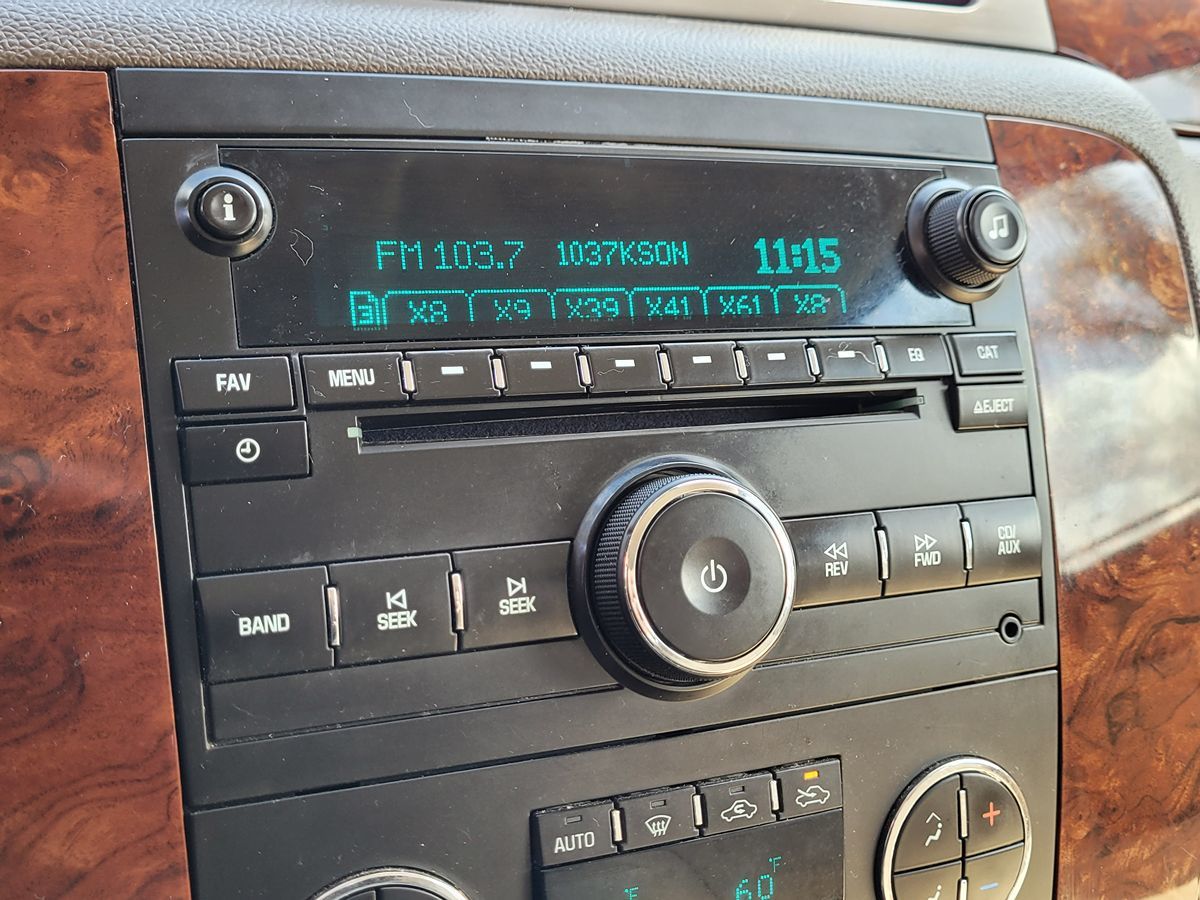 i
FM 103.7 1037KSON 11:15
3 X8 X9 X39 X41 X61 X8
FAV MENU EQ CAT
EJECT
BAND SEEK SEEK REV FWD CD/
AUX
AUTO
°F 60°F